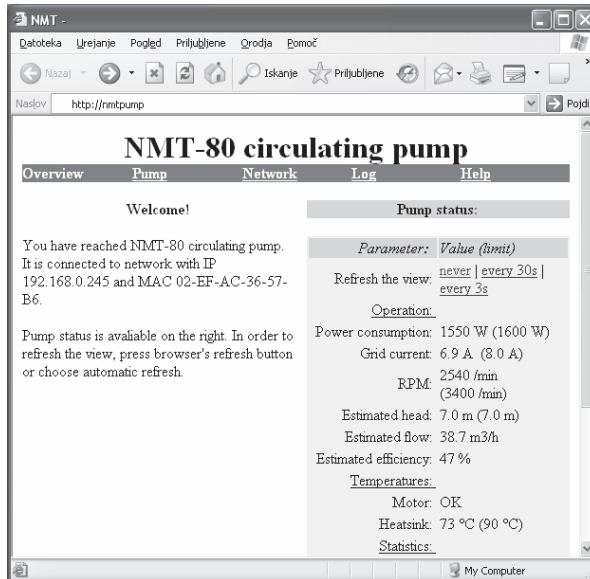 NMT -
Datoteka Urejanje Pogled Priljubljene Orodja Pomoč
Nazaj Iskanje Priljubljene
Naslov http://nmtpump Pojdi
NMT-80 circulating pump
Overview Pump Network Log Help
Welcome!
You have reached NMT-80 circulating pump.
It is connected to network with IP
192.168.0.245 and MAC 02-EF-AC-36-57-
B6.
Pump status is avaliable on the right. In order to
refresh the view, press browser's refresh button
or choose automatic refresh.
Pump status:
Parameter: Value (limit)
Refresh the view: never | every 30s |
every 3s
Operation:
Power consumption: 1550 W (1600 W)
Grid current: 6.9 A (8.0 A)
RPM: 2540 /min
(3400 /min)
Estimated head: 7.0 m (7.0 m)
Estimated flow: 38.7 m3/h
Estimated efficiency: 47 %
Temperatures:
Motor: OK
Heatsink: 73 ºC (90 ºC)
Statistics:
My Computer